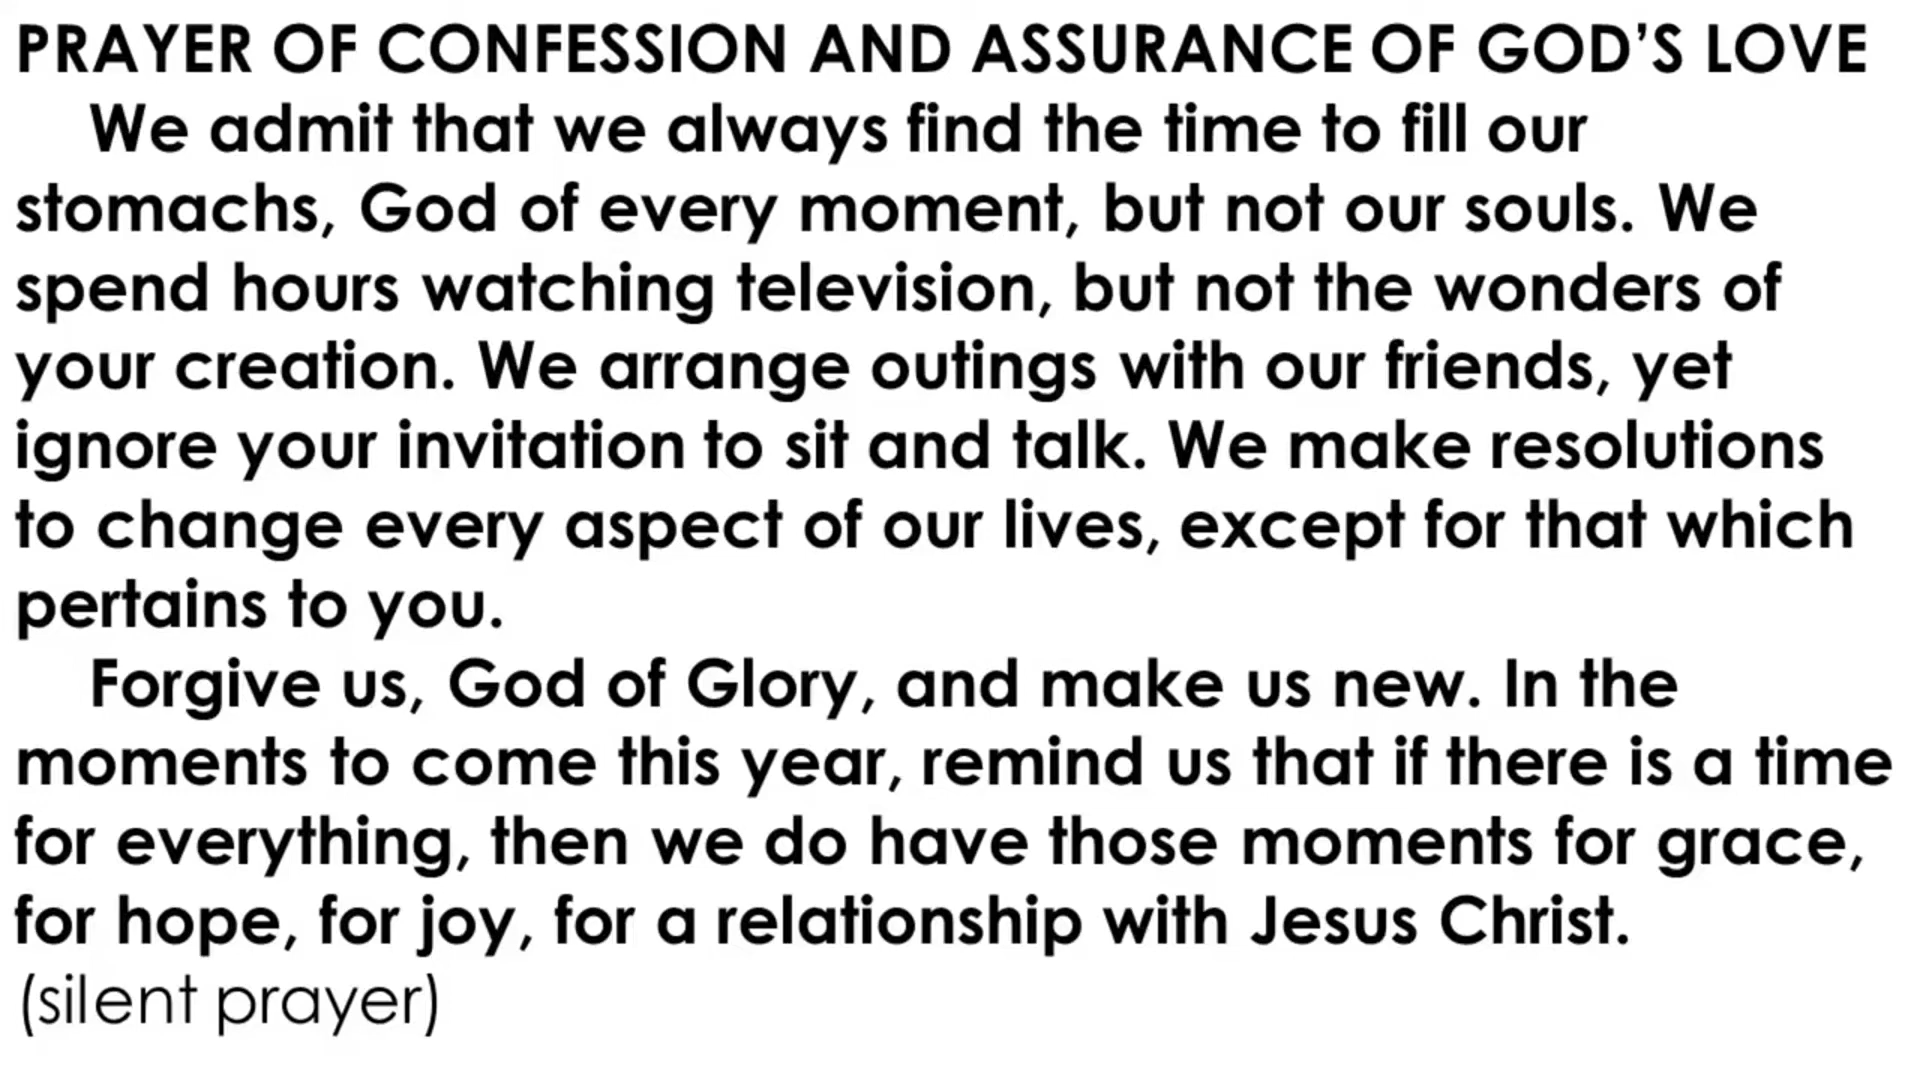 PRAYER OF CONFESSION AND ASSURANCE OF GOD’S LOVE
We admit that we always find the time to fill our
stomachs, God of every moment, but not our souls. We
spend hours watching television, but not the wonders of
your creation. We arrange outings with our friends, yet
ignore your invitation to sit and talk. We make resolutions
to change every aspect of our lives, except for that which
pertains to you.
Forgive us, God of Glory, and make us new. In the
moments to come this year, remind us that if there is a time
for everything, then we do have those moments for grace,
for hope, for joy, for a relationship with Jesus Christ.
(silent prayer)